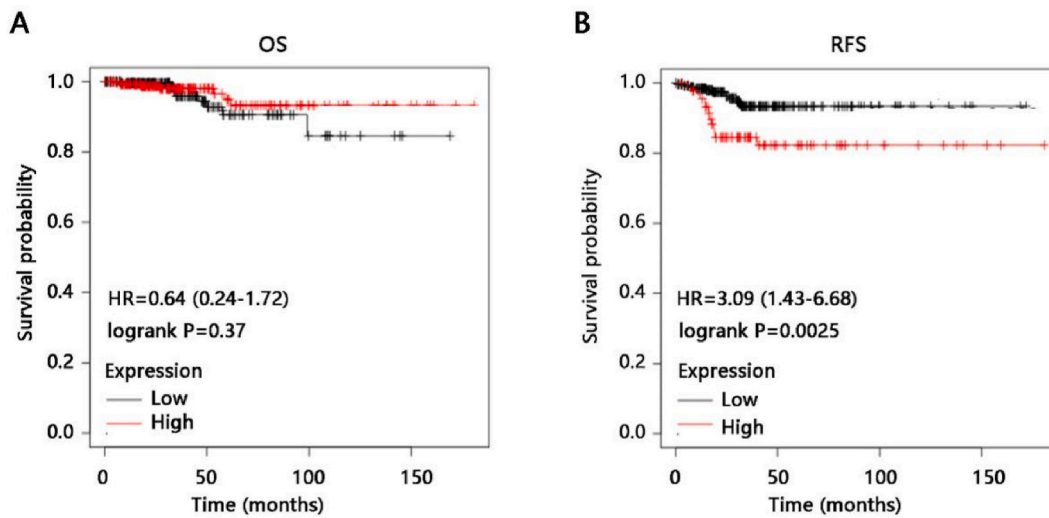 A
OS
Survival probability
1.0
0.8
0.6
0.4
0.2
0.0
HR=0.64 (0.24-1.72)
logrank P=0.37
Expression
Low
High
0 50 100 150
Time (months)
B
RFS
Survival probability
1.0
0.8
0.6
0.4
0.2
0.0
HR=3.09 (1.43-6.68)
logrank P=0.0025
Expression
Low
High
0 50 100 150
Time (months)